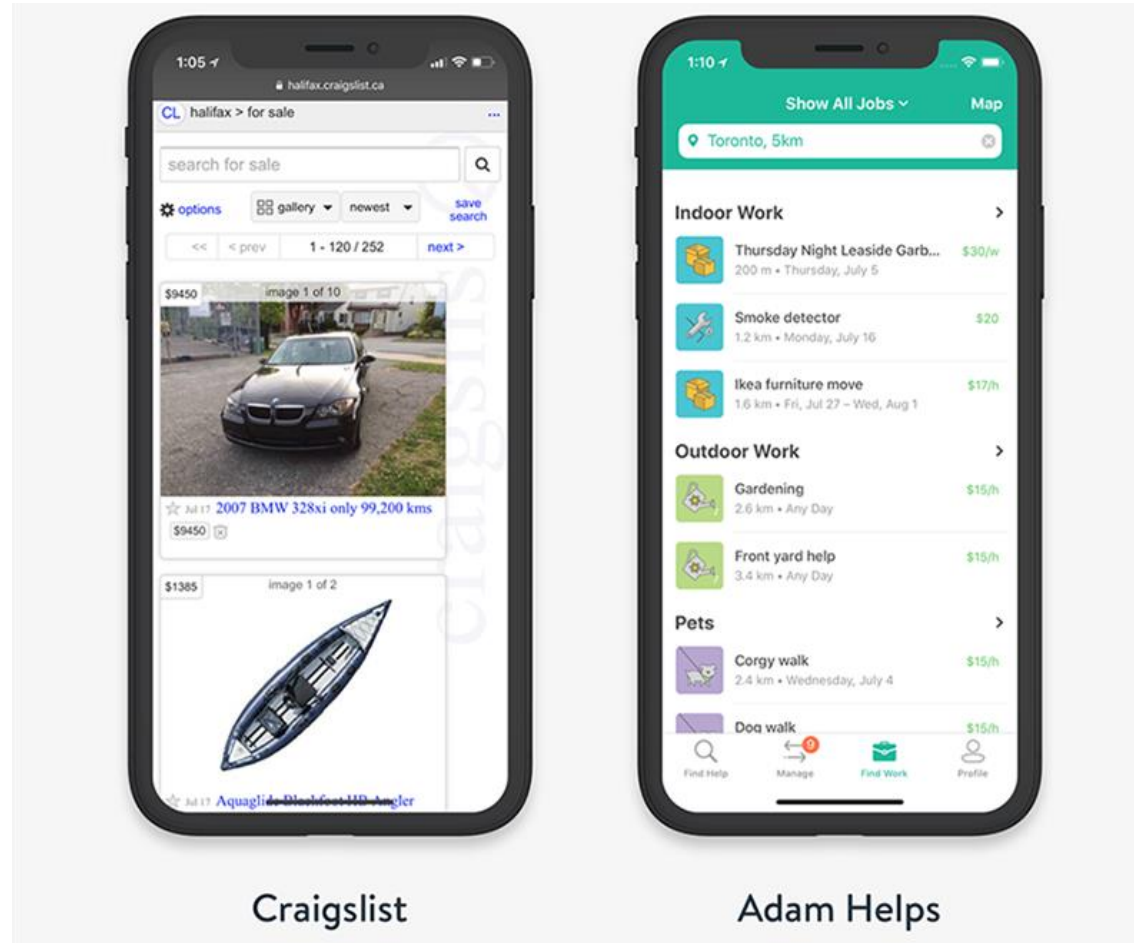 1:05
halifax.craigslist.ca
CL halifax > for sale ...
search for sale
options gallery newest save search
<< < prev 1 - 120 / 252 next >
$9450 image 1 of 10
Jul 17 2007 BMW 328xi only 99,200 kms
$9450
$1385 image 1 of 2
Jul 17 Aquaglide Blackfoot HB Angler
craigslist
Craigslist
1:10
Show All Jobs Map
Toronto, 5km
Indoor Work >
Thursday Night Leaside Garb... $30/w
200 m • Thursday, July 5
Smoke detector $20
1.2 km • Monday, July 16
Ikea furniture move $17/h
1.6 km • Fri, Jul 27 – Wed, Aug 1
Outdoor Work >
Gardening $15/h
2.6 km • Any Day
Front yard help $15/h
3.4 km • Any Day
Pets >
Corgy walk $15/h
2.4 km • Wednesday, July 4
Dog walk $15/h
9
Find Help Manage Find Work Profile
Adam Helps